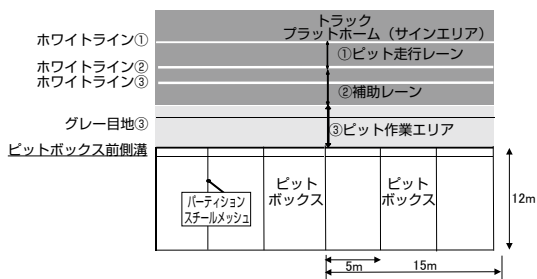 トラック
プラットホーム（サインエリア）
ホワイトライン①
①ピット走行レーン
ホワイトライン②
ホワイトライン③
②補助レーン
グレー目地③
③ピット作業エリア
ピットボックス前側溝
ピット
ボックス
ピット
ボックス
パーティション
スチールメッシュ
12m
5m
15m